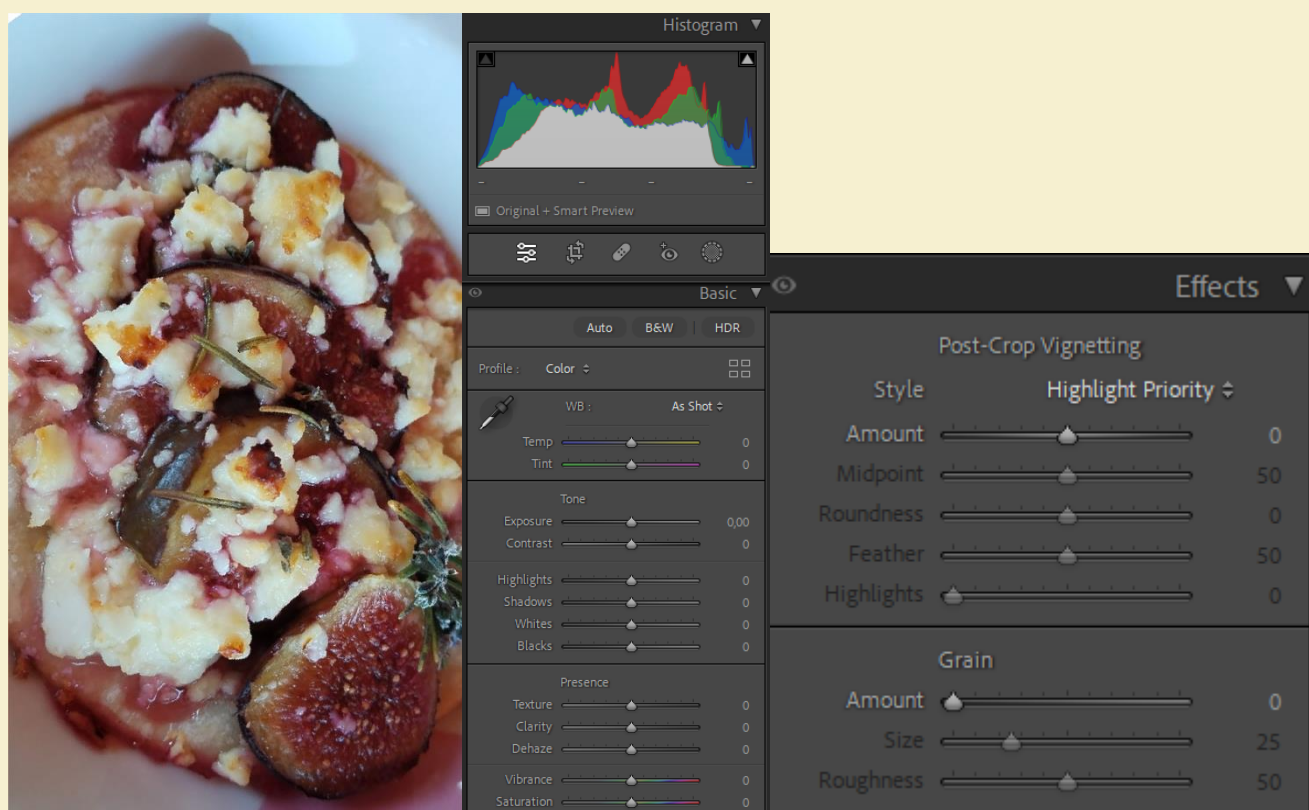 Histogram
Original + Smart Preview
Basic
Auto B&W HDR
Profile : Color
WB : As Shot
Temp 0
Tint 0
Tone
Exposure 0,00
Contrast 0
Highlights 0
Shadows 0
Whites 0
Blacks 0
Presence
Texture 0
Clarity 0
Dehaze 0
Vibrance 0
Saturation 0
Effects
Post-Crop Vignetting
Style Highlight Priority
Amount 0
Midpoint 50
Roundness 0
Feather 50
Highlights 0
Grain
Amount 0
Size 25
Roughness 50